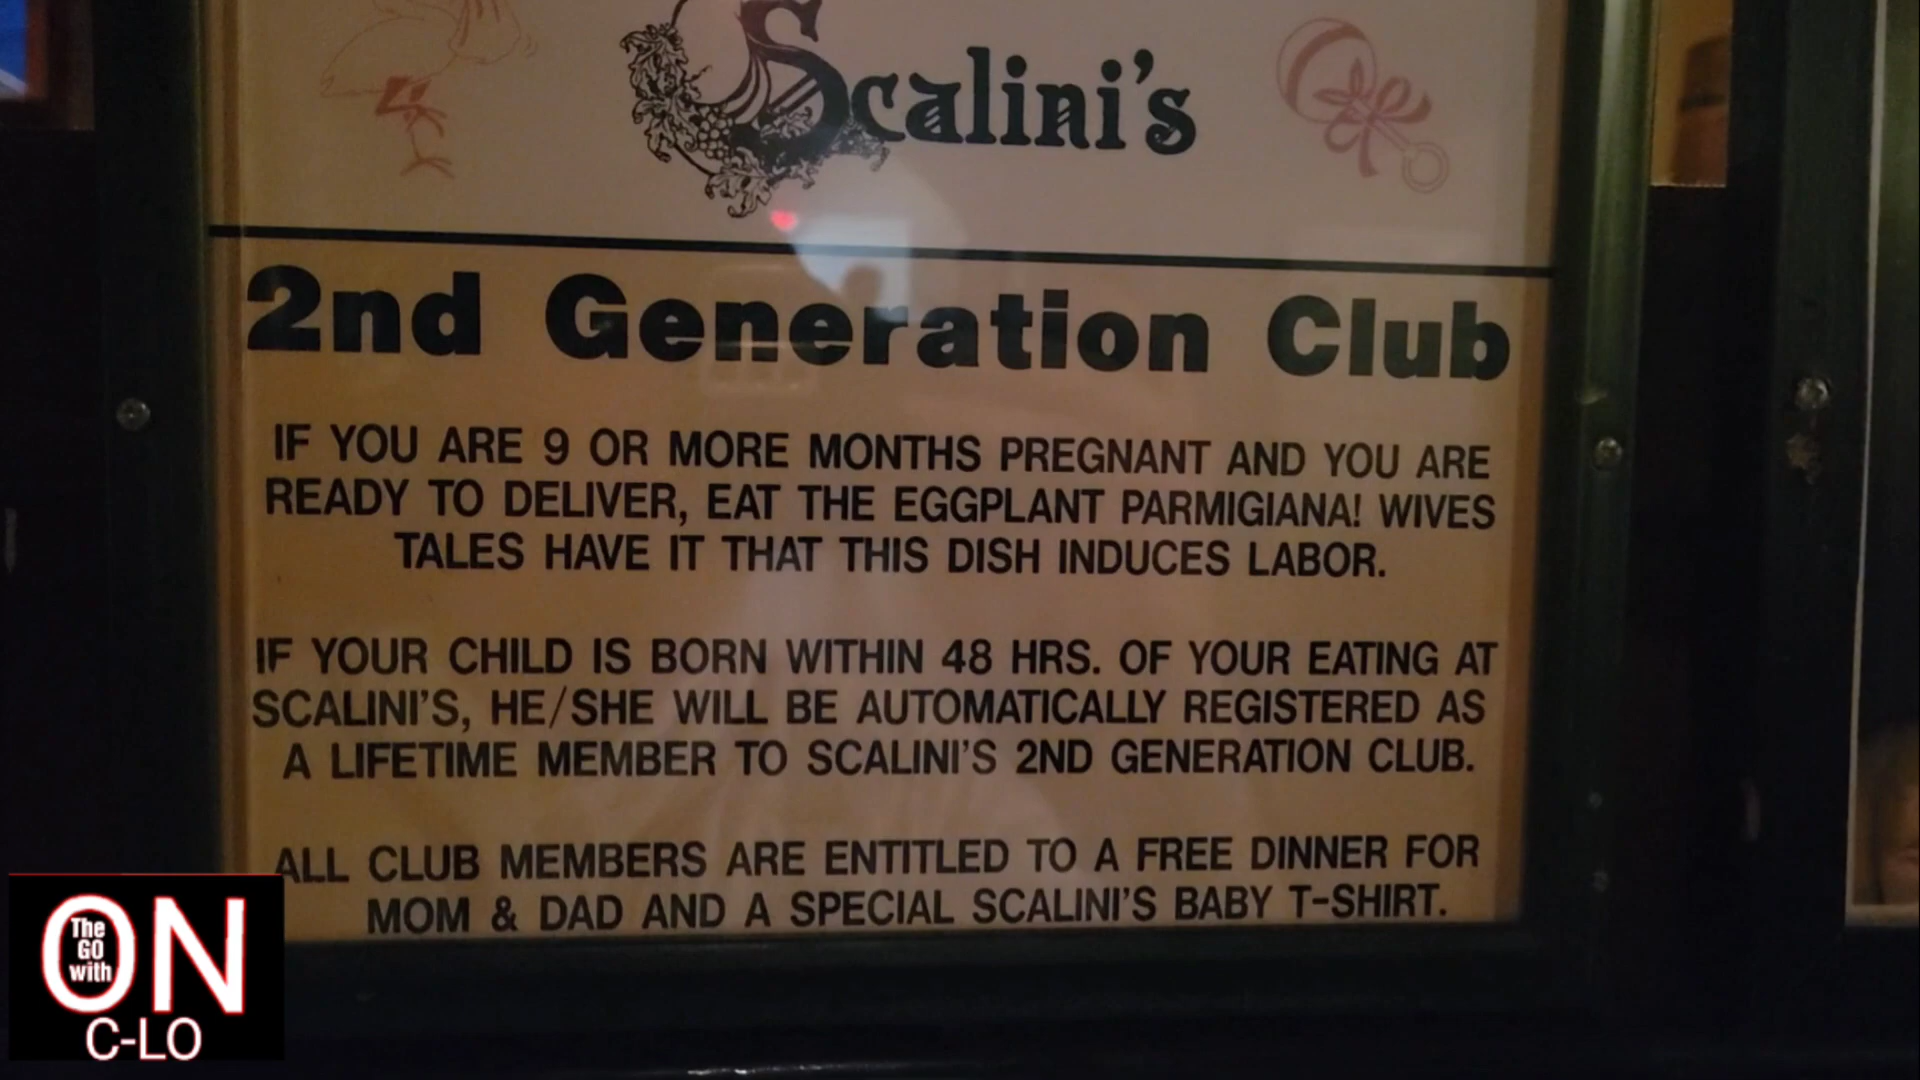 Scalini's
2nd Generation Club
IF YOU ARE 9 OR MORE MONTHS PREGNANT AND YOU ARE
READY TO DELIVER, EAT THE EGGPLANT PARMIGIANA! WIVES
TALES HAVE IT THAT THIS DISH INDUCES LABOR.
IF YOUR CHILD IS BORN WITHIN 48 HRS. OF YOUR EATING AT
SCALINI'S, HE/SHE WILL BE AUTOMATICALLY REGISTERED AS
A LIFETIME MEMBER TO SCALINI'S 2ND GENERATION CLUB.
ALL CLUB MEMBERS ARE ENTITLED TO A FREE DINNER FOR
MOM & DAD AND A SPECIAL SCALINI'S BABY T-SHIRT.
ON
The
GO
with
C-LO